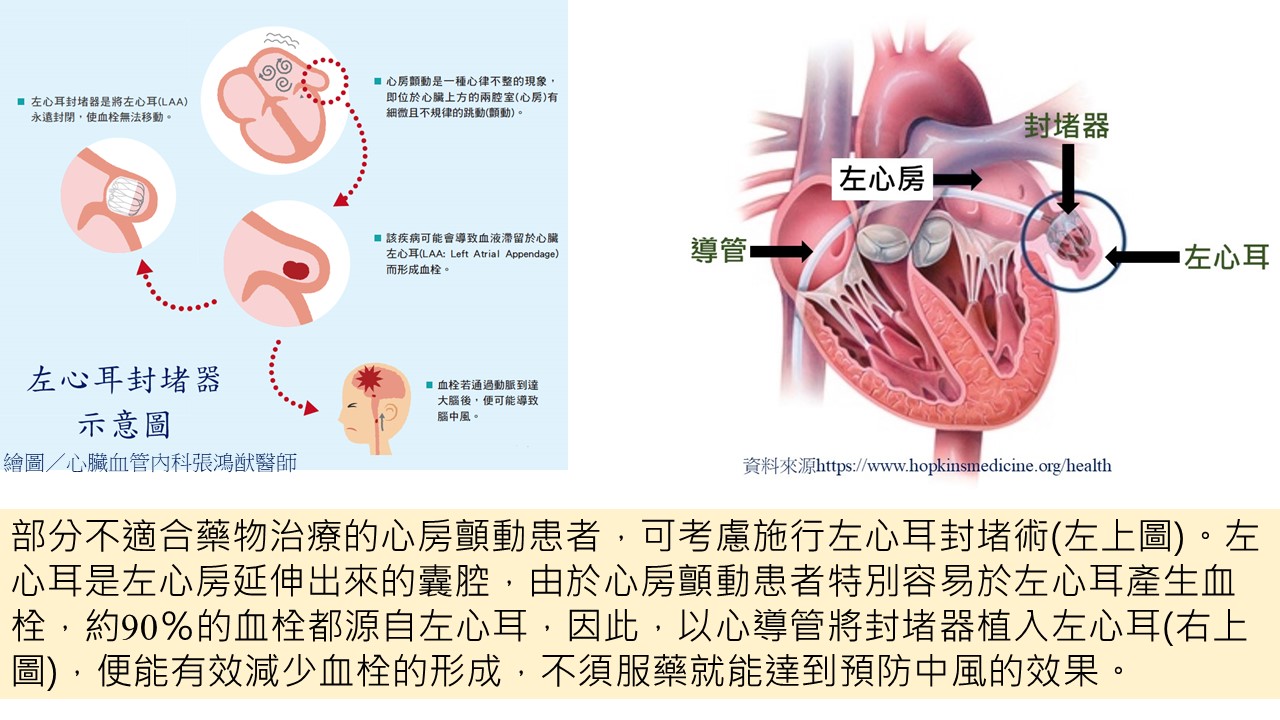 左心耳封堵器是將左心耳(LAA)
永遠封閉，使血栓無法移動。
心房顫動是一種心律不整的現象，
即位於心臟上方的兩腔室(心房)有
細微且不規律的跳動(顫動)。
該疾病可能會導致血液滯留於心臟
左心耳(LAA: Left Atrial Appendage)
而形成血栓。
血栓若通過動脈到達
大腦後，便可能導致
腦中風。
左心耳封堵器
示意圖
繪圖／心臟血管內科張鴻猷醫師
封堵器
左心房
導管
左心耳
資料來源https://www.hopkinsmedicine.org/health
部分不適合藥物治療的心房顫動患者，可考慮施行左心耳封堵術(左上圖)。左
心耳是左心房延伸出來的囊腔，由於心房顫動患者特別容易於左心耳產生血
栓，約90％的血栓都源自左心耳，因此，以心導管將封堵器植入左心耳(右上
圖)，便能有效減少血栓的形成，不須服藥就能達到預防中風的效果。